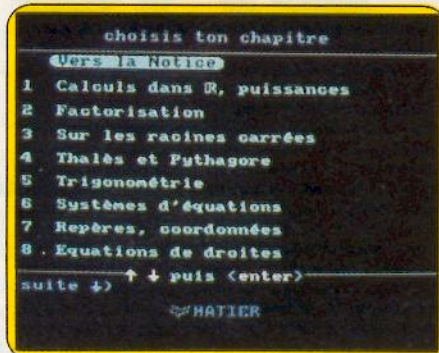 choisis ton chapitre
Vers la Notice
1 Calculs dans ℝ, puissances
2 Factorisation
3 Sur les racines carrées
4 Thalès et Pythagore
5 Trigonométrie
6 Systèmes d'équations
7 Repères, coordonnées
8 . Equations de droites
↑ ↓ puis <enter>
suite ↓>
HATIER